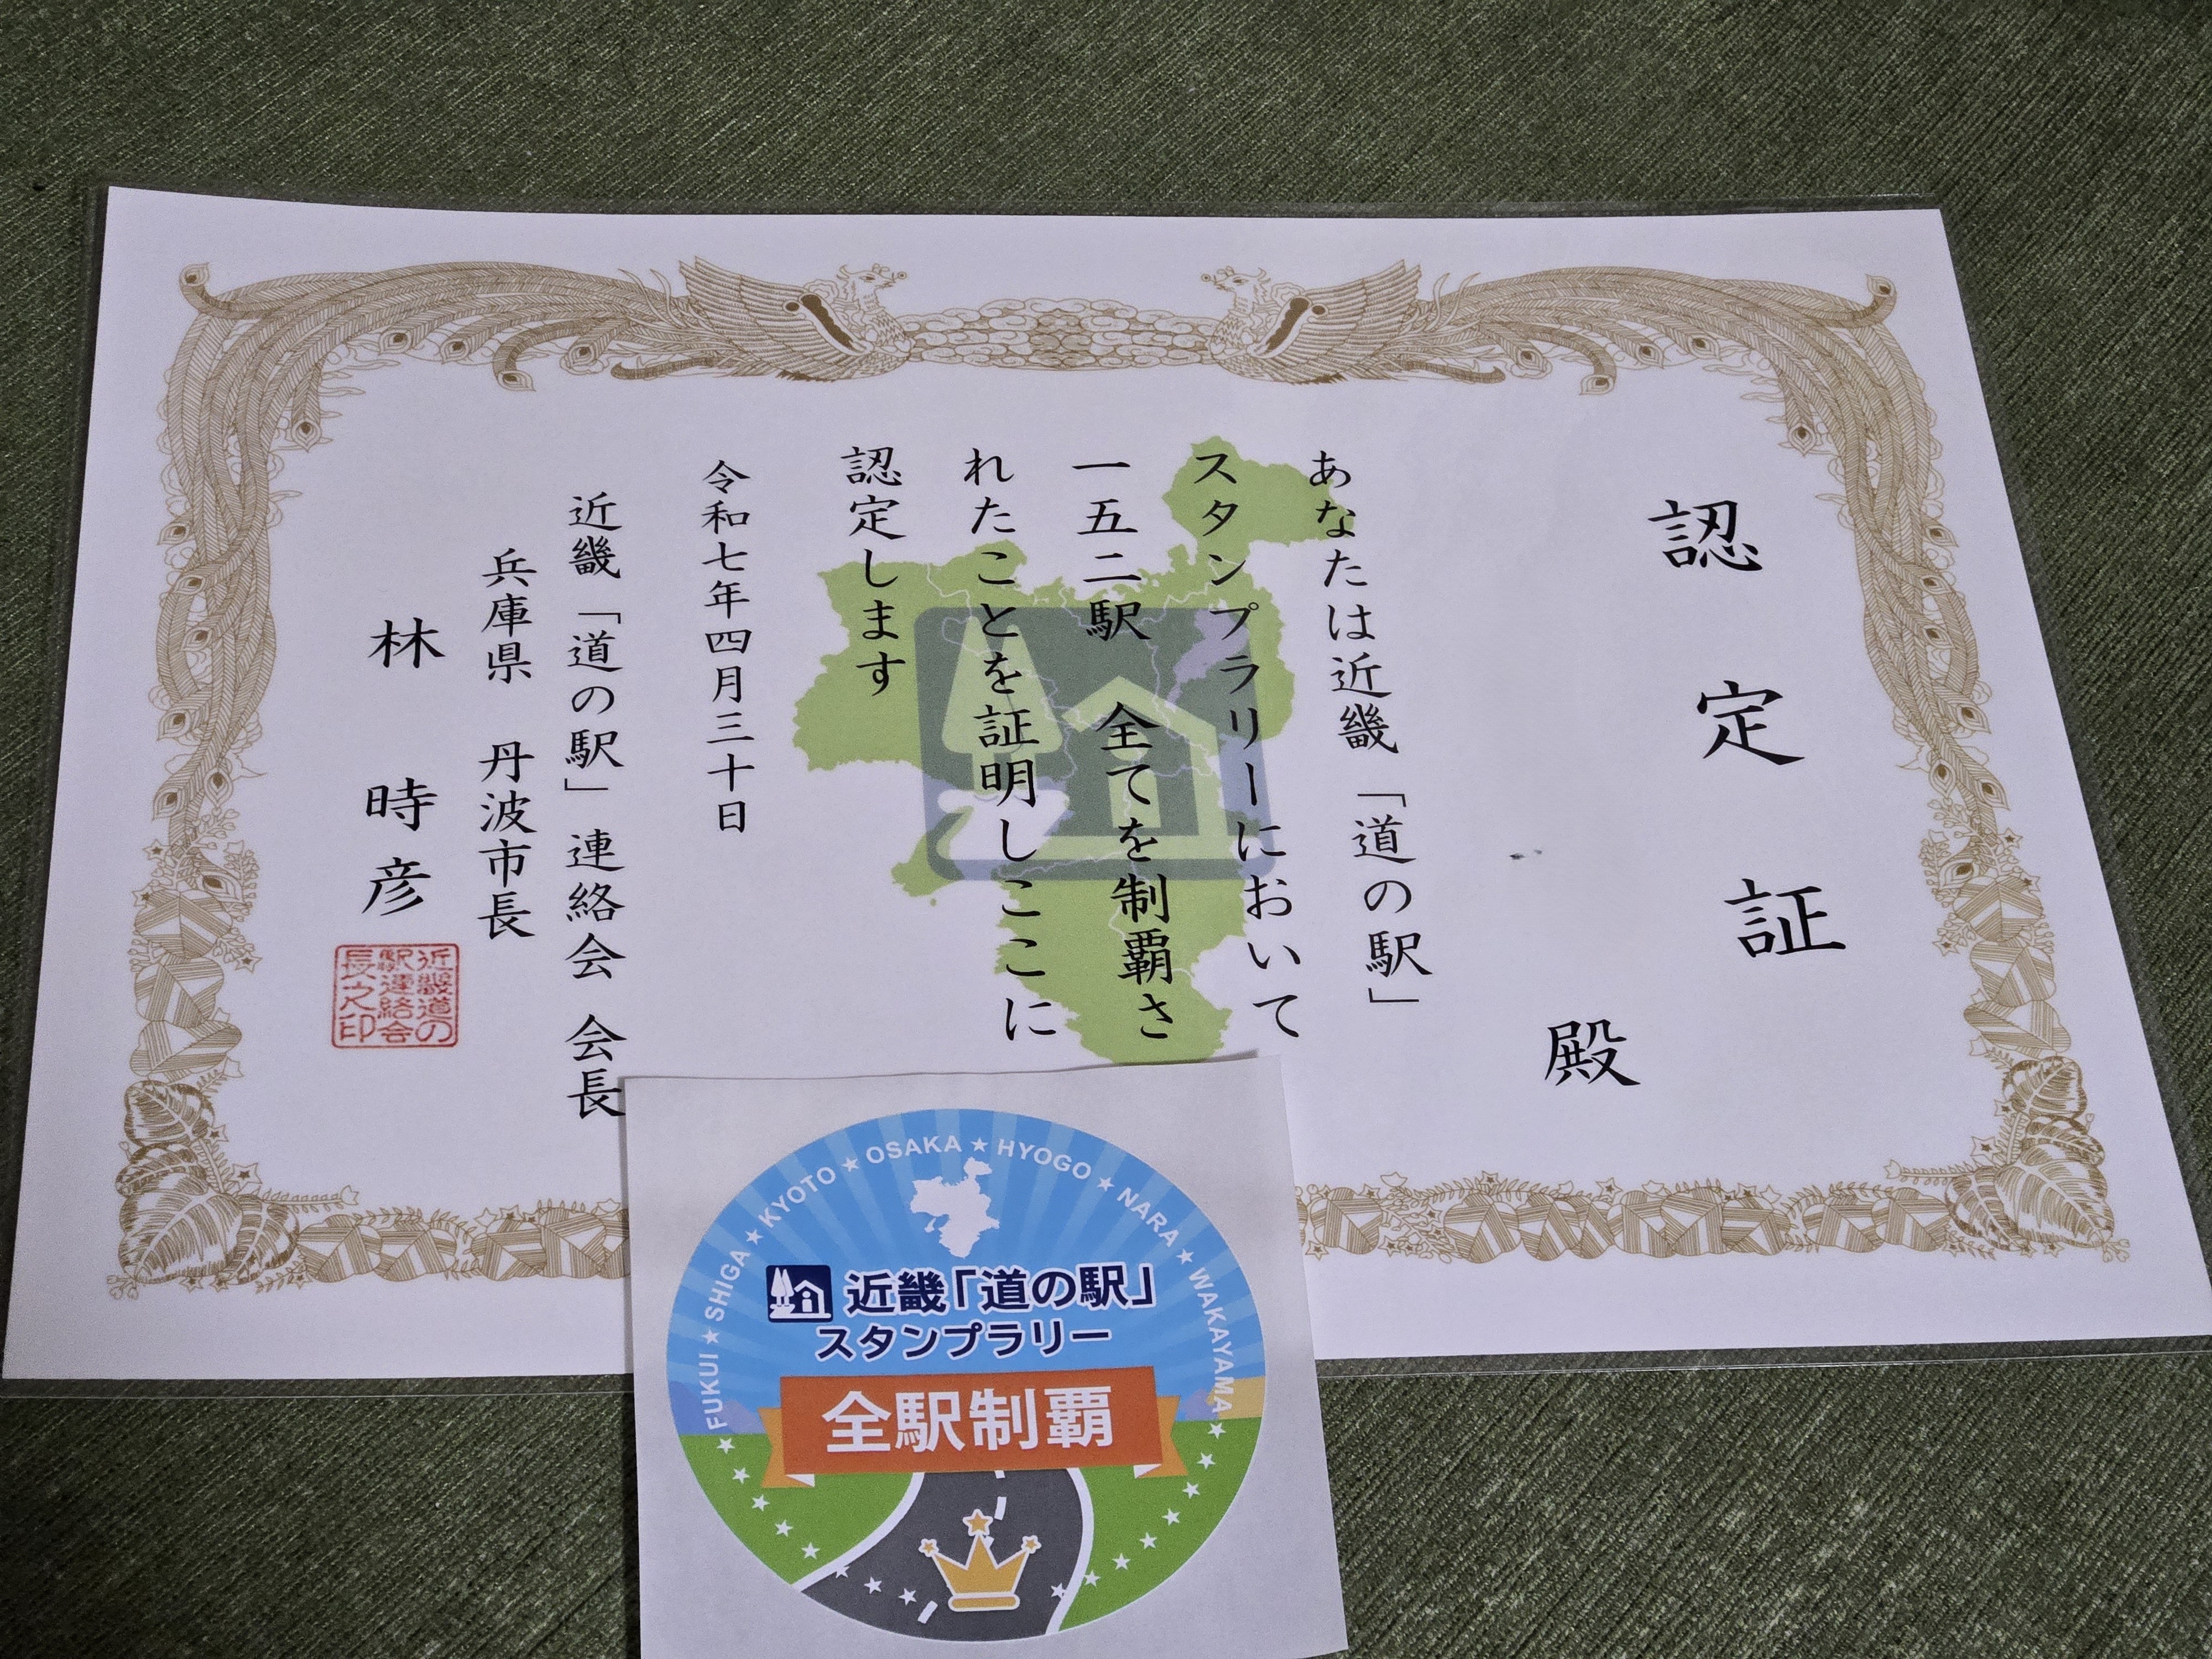 認定証
殿
あなたは近畿「道の駅」
スタンプラリーにおいて
一五二駅 全てを制覇さ
れたことを証明しここに
認定します
令和七年四月三十日
近畿「道の駅」連絡会 会長
兵庫県 丹波市長
林 時彦
近畿道の
駅連絡会
長之印
FUKUI★SHIGA★KYOTO★OSAKA★HYOGO★NARA★WAKAYAMA
近畿「道の駅」
スタンプラリー
全駅制覇